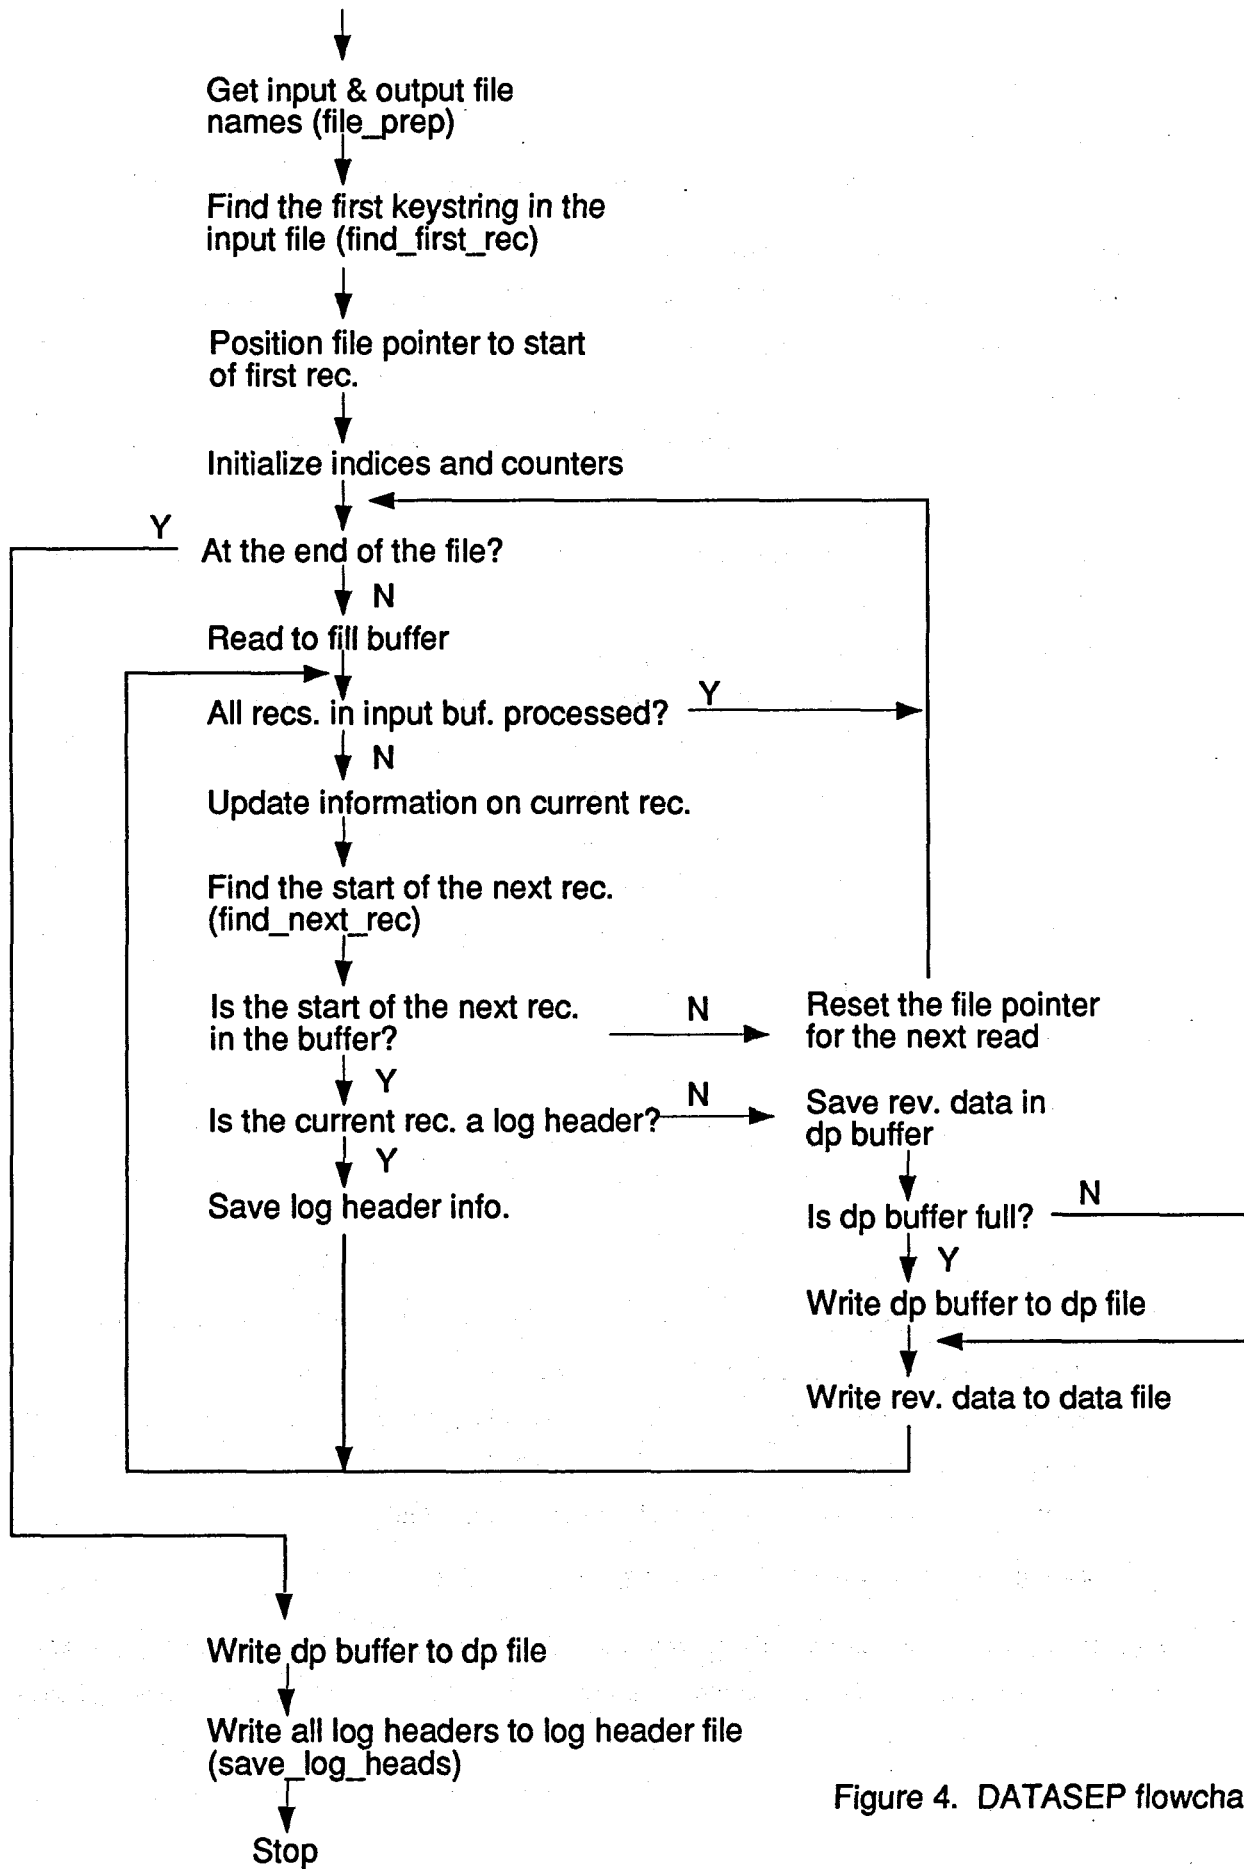 Get input & output file
names (file_prep)
Find the first keystring in the
input file (find_first_rec)
Position file pointer to start
of first rec.
Initialize indices and counters
Y
At the end of the file?
N
Read to fill buffer
All recs. in input buf. processed?
Y
N
Update information on current rec.
Find the start of the next rec.
(find_next_rec)
Is the start of the next rec.
in the buffer?
N
Reset the file pointer
for the next read
Y
Is the current rec. a log header?
N
Save rev. data in
dp buffer
Y
Save log header info.
Is dp buffer full?
N
Y
Write dp buffer to dp file
Write rev. data to data file
Write dp buffer to dp file
Write all log headers to log header file
(save_log_heads)
Stop
Figure 4. DATASEP flowcha